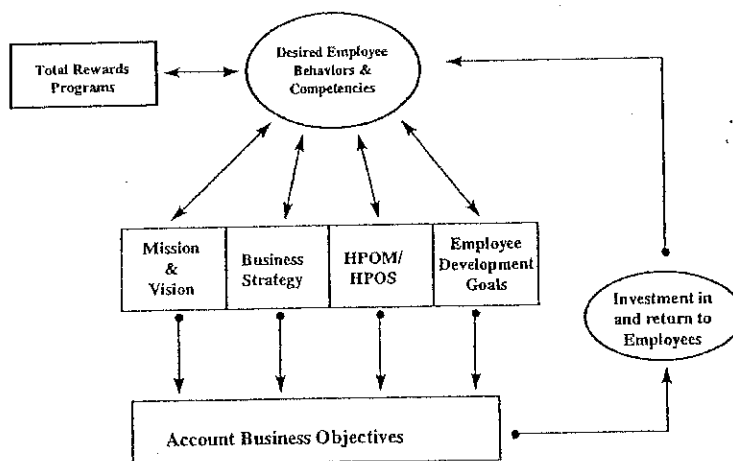 Desired Employee
Behaviors &
Competencies
Total Rewards
Programs
Mission
&
Vision
Business
Strategy
HPOM/
HPOS
Employee
Development
Goals
Investment in
and return to
Employees
Account Business Objectives